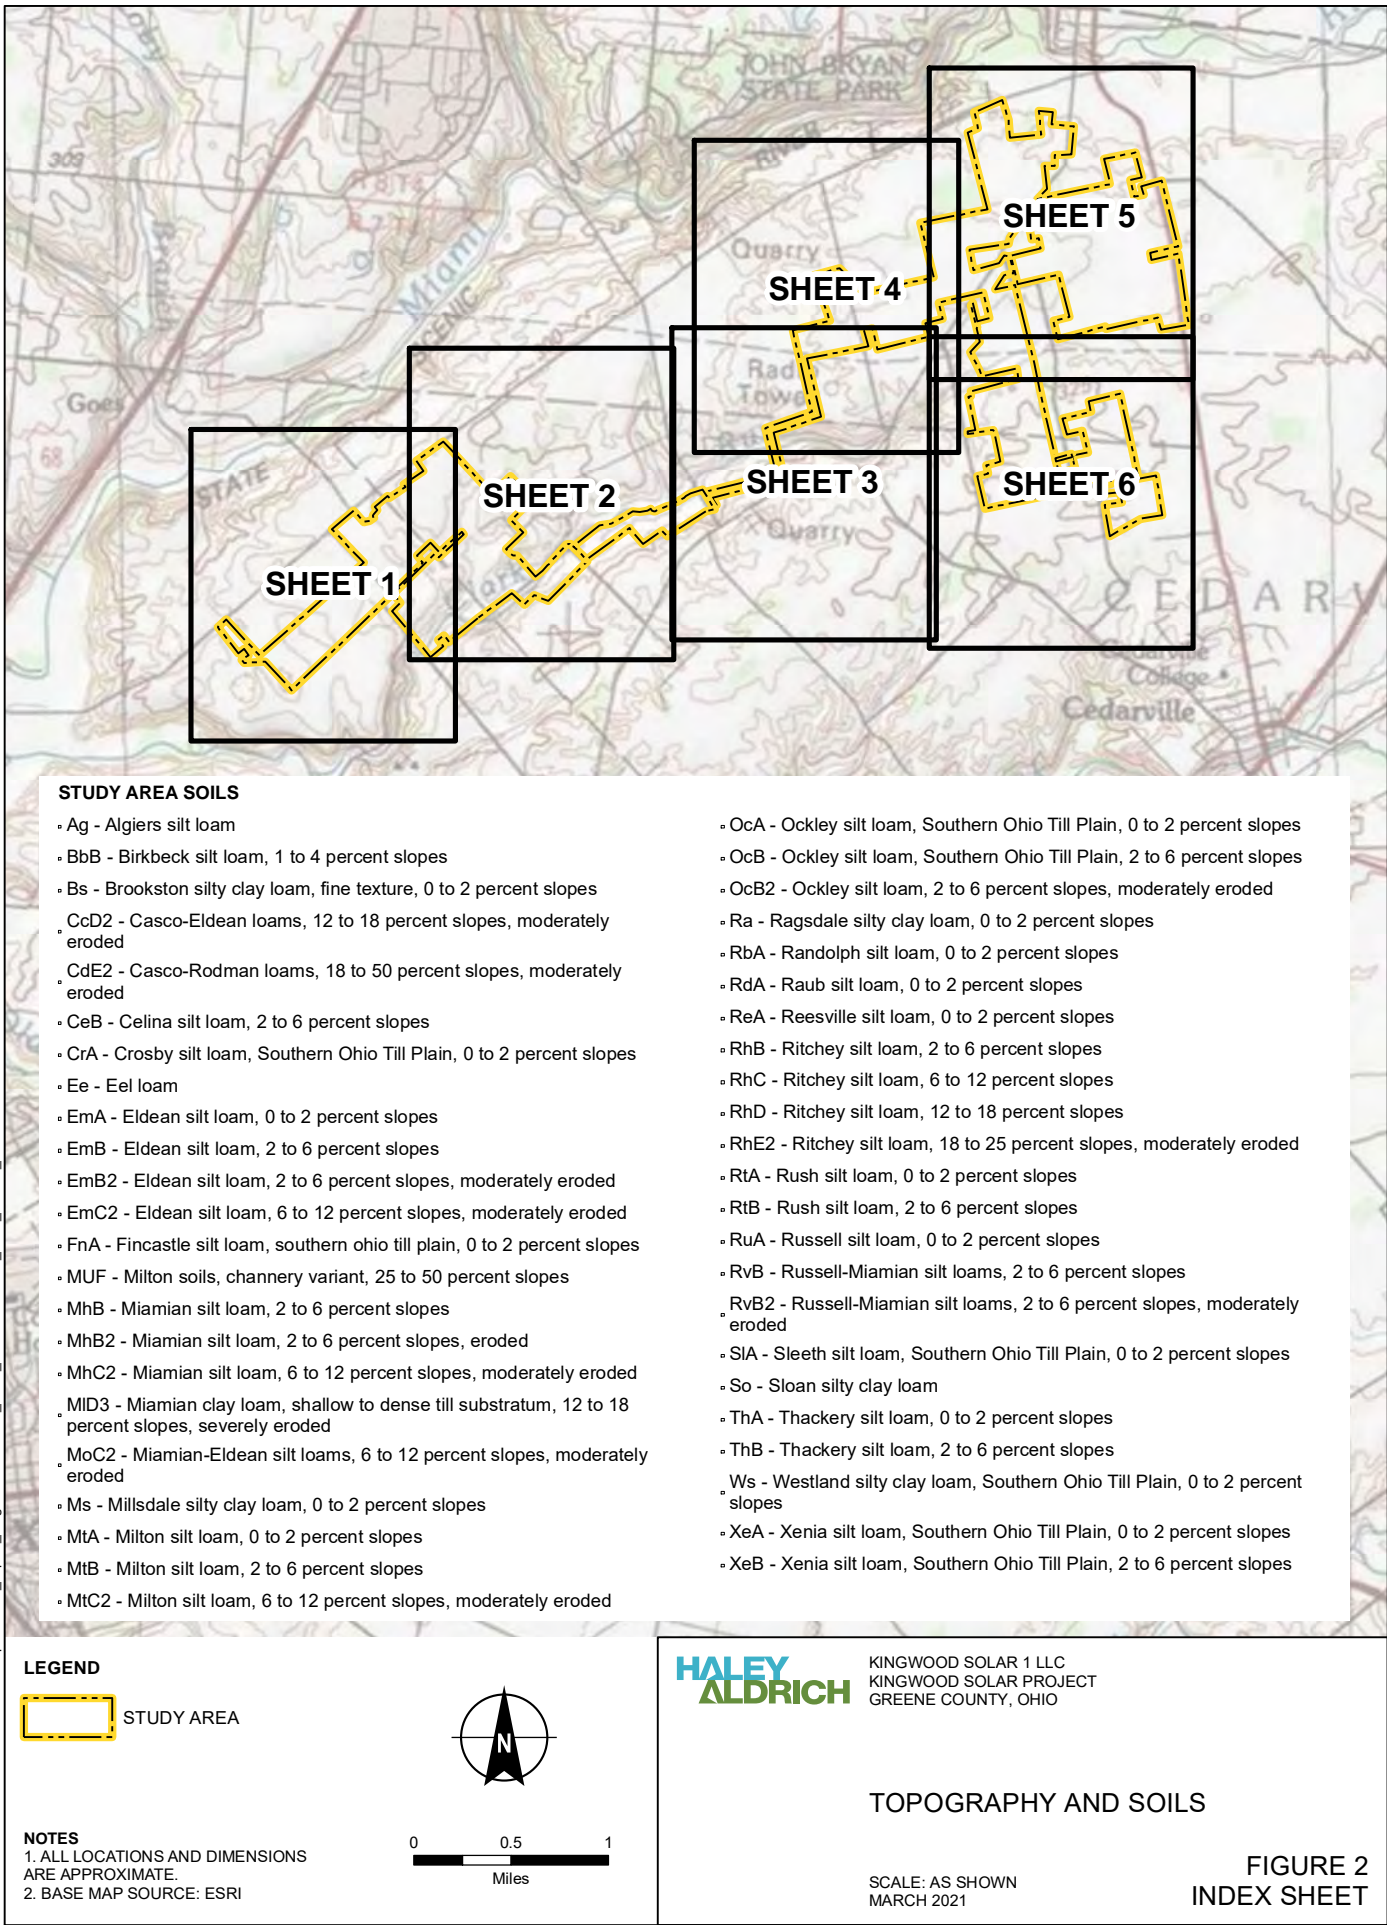 JOHN BRYAN
STATE PARK
RIVER
303
Miami
Quarry
SHEET 5
SHEET 4
Goes
68
STATE
SHEET 2
SHEET 3
SHEET 6
Quarry
SHEET 1
College
Cedarville
STUDY AREA SOILS
Ag - Algiers silt loam
BbB - Birkbeck silt loam, 1 to 4 percent slopes
Bs - Brookston silty clay loam, fine texture, 0 to 2 percent slopes
CcD2 - Casco-Eldean loams, 12 to 18 percent slopes, moderately
eroded
CdE2 - Casco-Rodman loams, 18 to 50 percent slopes, moderately
eroded
CeB - Celina silt loam, 2 to 6 percent slopes
CrA - Crosby silt loam, Southern Ohio Till Plain, 0 to 2 percent slopes
Ee - Eel loam
EmA - Eldean silt loam, 0 to 2 percent slopes
EmB - Eldean silt loam, 2 to 6 percent slopes
EmB2 - Eldean silt loam, 2 to 6 percent slopes, moderately eroded
EmC2 - Eldean silt loam, 6 to 12 percent slopes, moderately eroded
FnA - Fincastle silt loam, southern ohio till plain, 0 to 2 percent slopes
MUF - Milton soils, channery variant, 25 to 50 percent slopes
MhB - Miamian silt loam, 2 to 6 percent slopes
MhB2 - Miamian silt loam, 2 to 6 percent slopes, eroded
MhC2 - Miamian silt loam, 6 to 12 percent slopes, moderately eroded
MlD3 - Miamian clay loam, shallow to dense till substratum, 12 to 18
percent slopes, severely eroded
MoC2 - Miamian-Eldean silt loams, 6 to 12 percent slopes, moderately
eroded
Ms - Millsdale silty clay loam, 0 to 2 percent slopes
MtA - Milton silt loam, 0 to 2 percent slopes
MtB - Milton silt loam, 2 to 6 percent slopes
MtC2 - Milton silt loam, 6 to 12 percent slopes, moderately eroded
OcA - Ockley silt loam, Southern Ohio Till Plain, 0 to 2 percent slopes
OcB - Ockley silt loam, Southern Ohio Till Plain, 2 to 6 percent slopes
OcB2 - Ockley silt loam, 2 to 6 percent slopes, moderately eroded
Ra - Ragsdale silty clay loam, 0 to 2 percent slopes
RbA - Randolph silt loam, 0 to 2 percent slopes
RdA - Raub silt loam, 0 to 2 percent slopes
ReA - Reesville silt loam, 0 to 2 percent slopes
RhB - Ritchey silt loam, 2 to 6 percent slopes
RhC - Ritchey silt loam, 6 to 12 percent slopes
RhD - Ritchey silt loam, 12 to 18 percent slopes
RhE2 - Ritchey silt loam, 18 to 25 percent slopes, moderately eroded
RtA - Rush silt loam, 0 to 2 percent slopes
RtB - Rush silt loam, 2 to 6 percent slopes
RuA - Russell silt loam, 0 to 2 percent slopes
RvB - Russell-Miamian silt loams, 2 to 6 percent slopes
RvB2 - Russell-Miamian silt loams, 2 to 6 percent slopes, moderately
eroded
SlA - Sleeth silt loam, Southern Ohio Till Plain, 0 to 2 percent slopes
So - Sloan silty clay loam
ThA - Thackery silt loam, 0 to 2 percent slopes
ThB - Thackery silt loam, 2 to 6 percent slopes
Ws - Westland silty clay loam, Southern Ohio Till Plain, 0 to 2 percent
slopes
XeA - Xenia silt loam, Southern Ohio Till Plain, 0 to 2 percent slopes
XeB - Xenia silt loam, Southern Ohio Till Plain, 2 to 6 percent slopes
LEGEND
STUDY AREA
N
NOTES
1. ALL LOCATIONS AND DIMENSIONS
ARE APPROXIMATE.
2. BASE MAP SOURCE: ESRI
0 0.5 1
Miles
HALEY
ALDRICH
KINGWOOD SOLAR 1 LLC
KINGWOOD SOLAR PROJECT
GREENE COUNTY, OHIO
TOPOGRAPHY AND SOILS
SCALE: AS SHOWN
MARCH 2021
FIGURE 2
INDEX SHEET